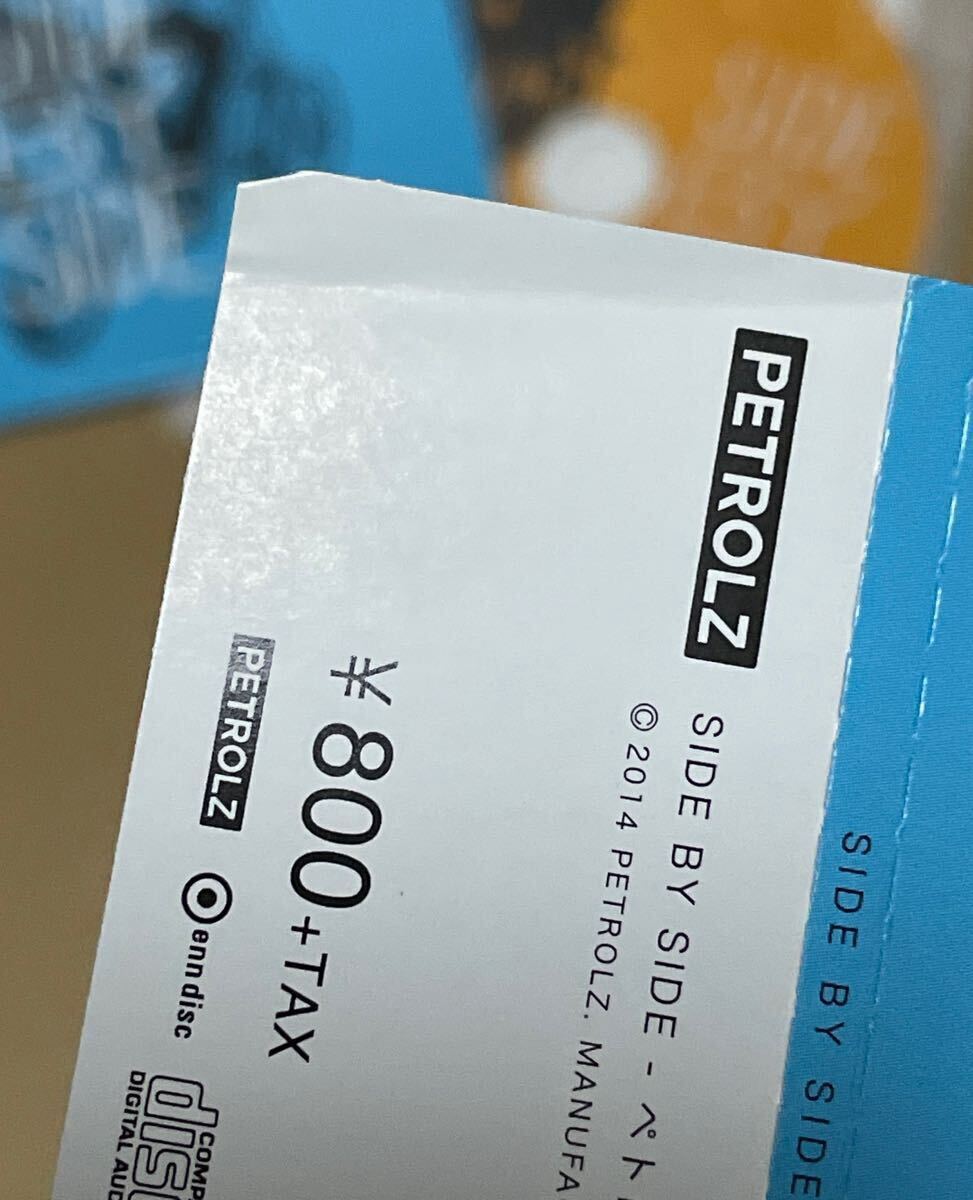 SIDE BY SIDE
PETROLZ
SIDE BY SIDE - ペト
©2014 PETROLZ. MANUFA
¥800+TAX
PETROLZ
enndisc
COMP
disc
DIGITAL AUD